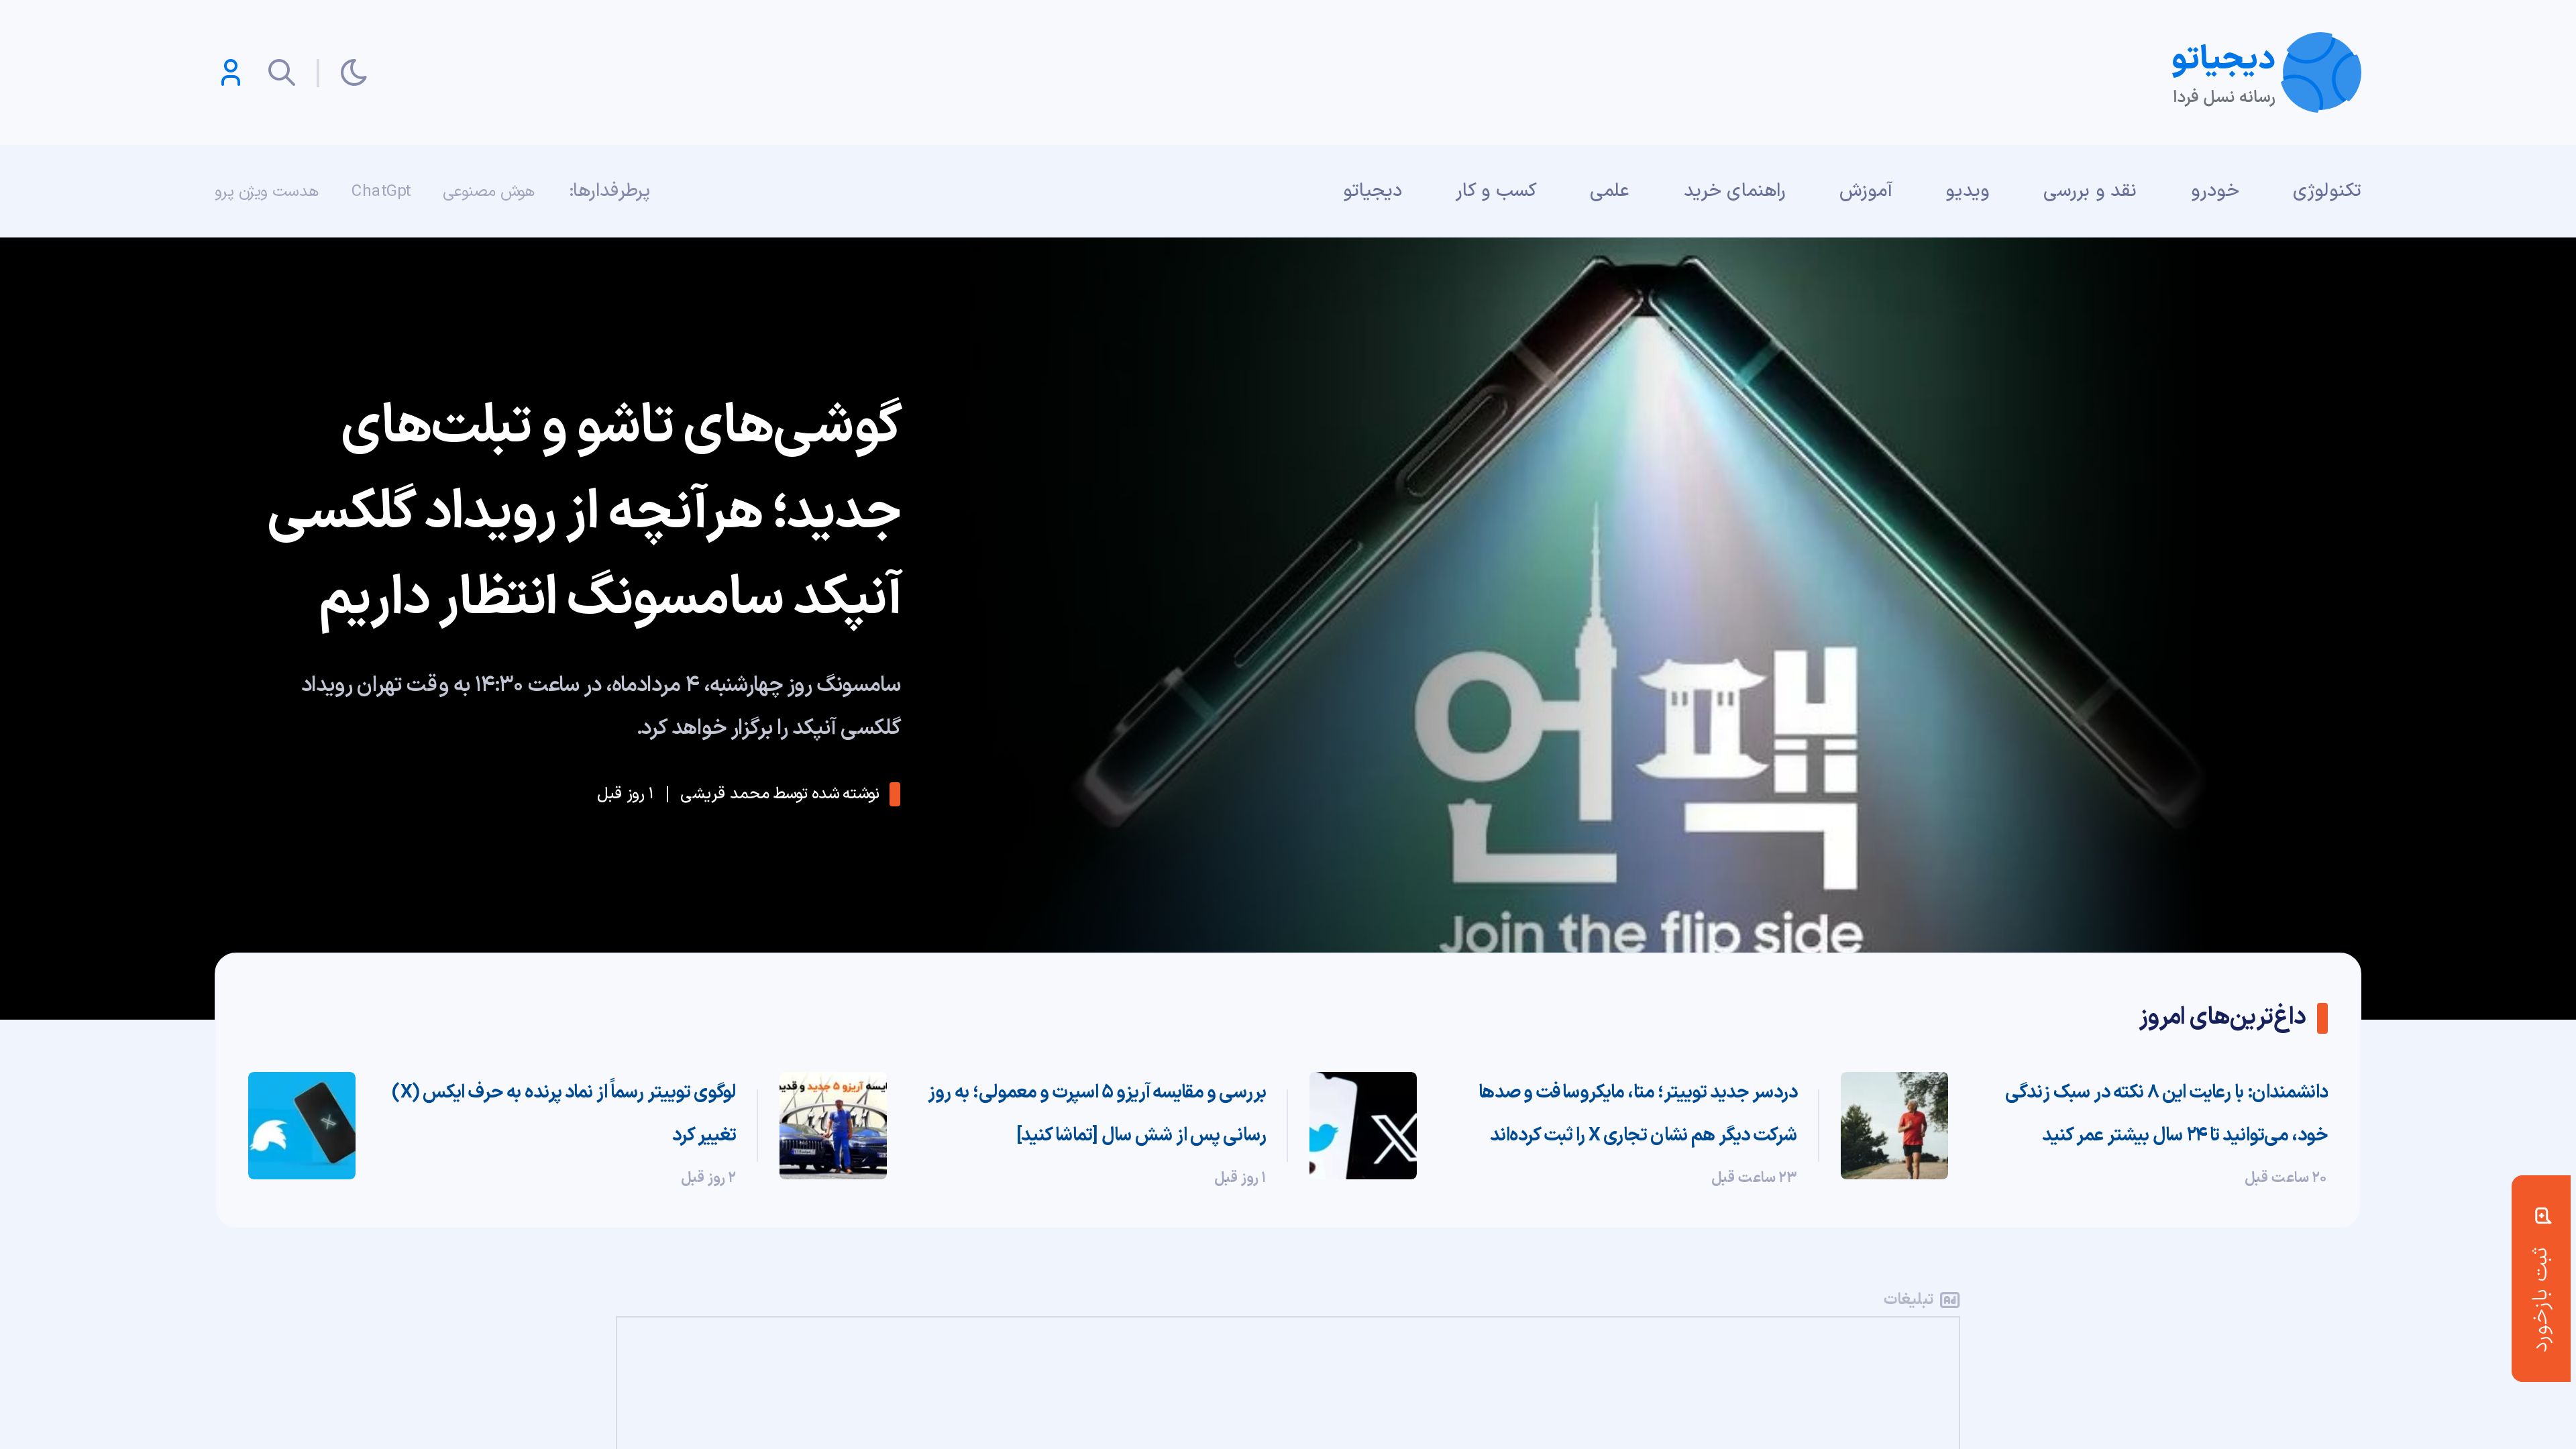 دیجیاتو
رسانه نسل فردا
تکنولوژی
خودرو
نقد و بررسی
ویدیو
آموزش
راهنمای خرید
علمی
کسب و کار
دیجیاتو
پرطرفدارها:
هوش مصنوعی
ChatGpt
هدست ویژن پرو
언팩
Join the flip side
گوشی‌های تاشو و تبلت‌های
جدید؛ هرآنچه از رویداد گلکسی
آنپکد سامسونگ انتظار داریم
سامسونگ روز چهارشنبه، ۴ مردادماه، در ساعت ۱۴:۳۰ به وقت تهران رویداد
گلکسی آنپکد را برگزار خواهد کرد.
نوشته شده توسط محمد قریشی | ۱ روز قبل
داغ‌ترین‌های امروز
دانشمندان: با رعایت این ۸ نکته در سبک زندگی
خود، می‌توانید تا ۲۴ سال بیشتر عمر کنید
۲۰ ساعت قبل
دردسر جدید توییتر؛ متا، مایکروسافت و صدها
شرکت دیگر هم نشان تجاری X را ثبت کرده‌اند
۲۳ ساعت قبل
بررسی و مقایسه آریزو ۵ اسپرت و معمولی؛ به روز
رسانی پس از شش سال [تماشا کنید]
۱ روز قبل
لوگوی توییتر رسماً از نماد پرنده به حرف ایکس (X)
تغییر کرد
۲ روز قبل
ثبت بازخورد
Ad تبلیغات